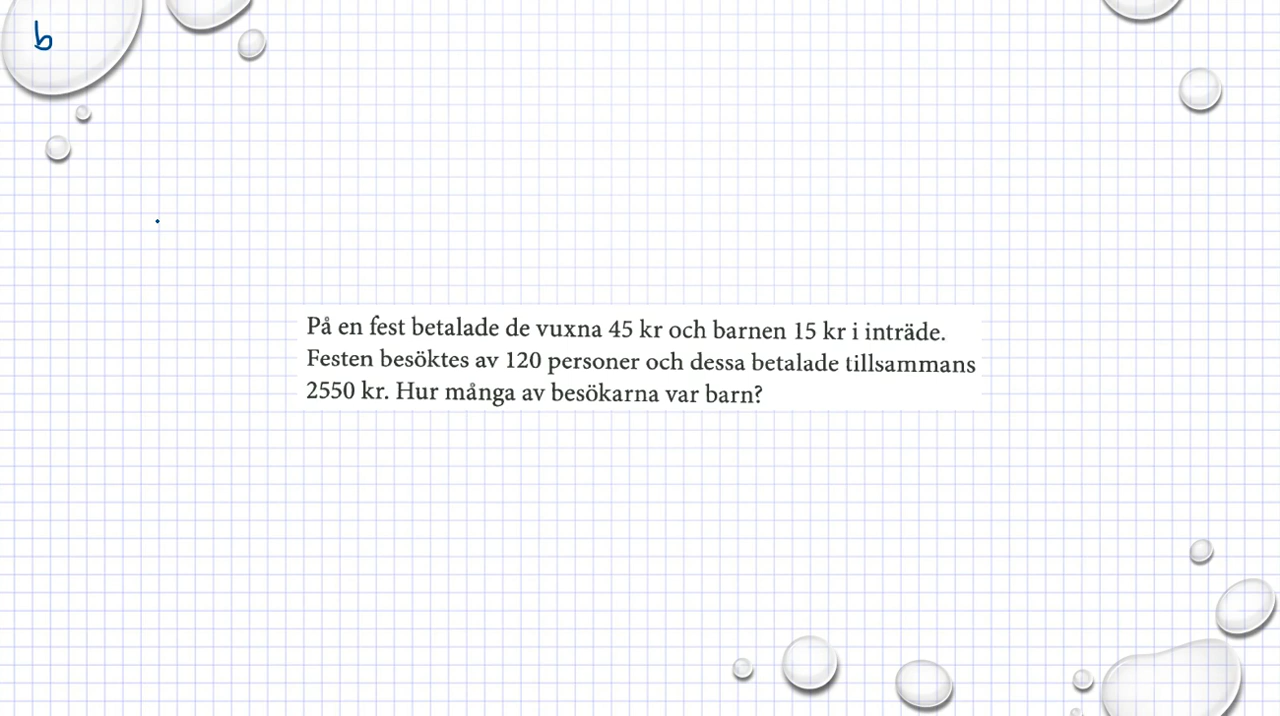 b
På en fest betalade de vuxna 45 kr och barnen 15 kr i inträde.
Festen besöktes av 120 personer och dessa betalade tillsammans
2550 kr. Hur många av besökarna var barn?